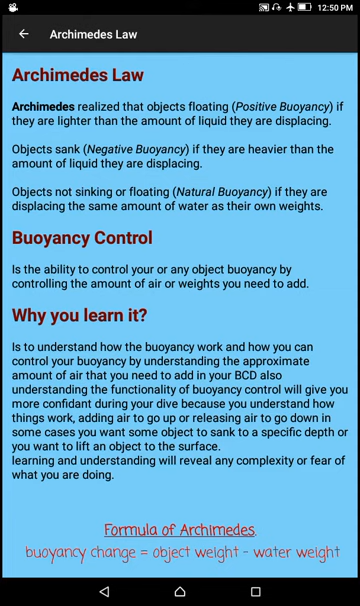 12:50 PM
Archimedes Law
Archimedes Law
Archimedes realized that objects floating (Positive Buoyancy) if
they are lighter than the amount of liquid they are displacing.
Objects sank (Negative Buoyancy) if they are heavier than the
amount of liquid they are displacing.
Objects not sinking or floating (Natural Buoyancy) if they are
displacing the same amount of water as their own weights.
Buoyancy Control
Is the ability to control your or any object buoyancy by
controlling the amount of air or weights you need to add.
Why you learn it?
Is to understand how the buoyancy work and how you can
control your buoyancy by understanding the approximate
amount of air that you need to add in your BCD also
understanding the functionality of buoyancy control will give you
more confidant during your dive because you understand how
things work, adding air to go up or releasing air to go down in
some cases you want some object to sank to a specific depth or
you want to lift an object to the surface.
learning and understanding will reveal any complexity or fear of
what you are doing.
Formula of Archimedes.
buoyancy change = object weight - water weight